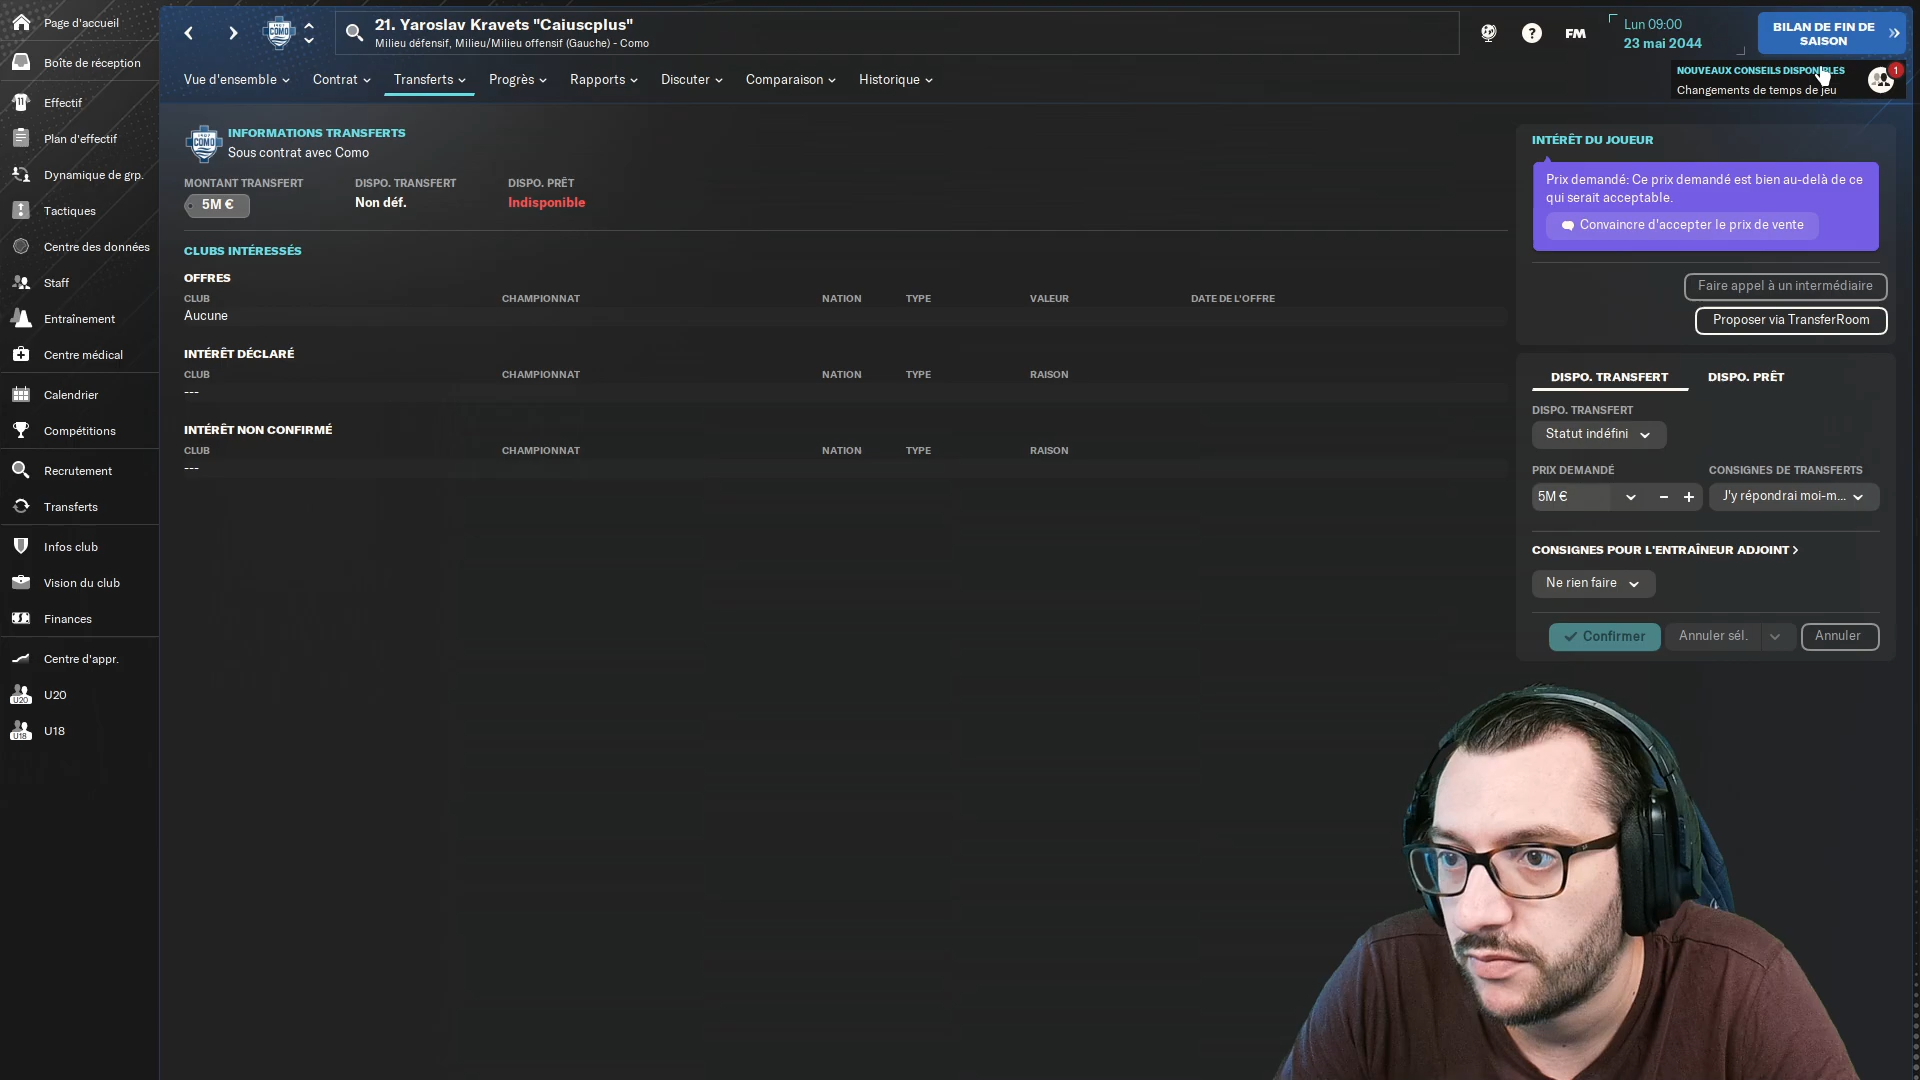 Page d'accueil
Boîte de réception
Effectif
Plan d'effectif
Dynamique de grp.
Tactiques
Centre des données
Staff
Entraînement
Centre médical
Calendrier
Compétitions
Recrutement
Transferts
Infos club
Vision du club
Finances
Centre d'appr.
U20
U20
U18
U18
COMO
21. Yaroslav Kravets "Caiuscplus"
Milieu défensif, Milieu/Milieu offensif (Gauche) - Como
?
FM
Lun 09:00
23 mai 2044
BILAN DE FIN DE
SAISON
NOUVEAUX CONSEILS DISPONIBLES
Changements de temps de jeu
1
Vue d'ensemble
Contrat
Transferts
Progrès
Rapports
Discuter
Comparaison
Historique
COMO
INFORMATIONS TRANSFERTS
Sous contrat avec Como
MONTANT TRANSFERT
DISPO. TRANSFERT
DISPO. PRÊT
5M €
Non déf.
Indisponible
CLUBS INTÉRESSÉS
OFFRES
CLUB CHAMPIONNAT NATION TYPE VALEUR DATE DE L'OFFRE
Aucune
INTÉRÊT DÉCLARÉ
CLUB CHAMPIONNAT NATION TYPE RAISON
---
INTÉRÊT NON CONFIRMÉ
CLUB CHAMPIONNAT NATION TYPE RAISON
---
INTÉRÊT DU JOUEUR
Prix demandé: Ce prix demandé est bien au-delà de ce
qui serait acceptable.
Convaincre d'accepter le prix de vente
Faire appel à un intermédiaire
Proposer via TransferRoom
DISPO. TRANSFERT
DISPO. PRÊT
DISPO. TRANSFERT
Statut indéfini
PRIX DEMANDÉ
CONSIGNES DE TRANSFERTS
5M €
- +
J'y répondrai moi-m...
CONSIGNES POUR L'ENTRAÎNEUR ADJOINT >
Ne rien faire
Confirmer
Annuler sél.
Annuler